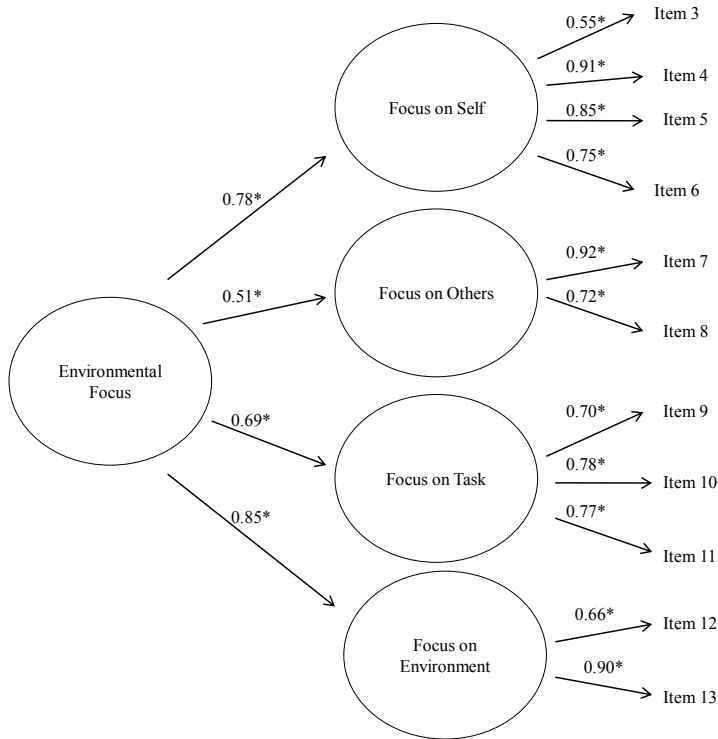 0.55*
Item 3
0.91*
Item 4
Focus on Self
0.85*
Item 5
0.75*
Item 6
0.78*
0.92*
Item 7
0.51*
Focus on Others
0.72*
Item 8
Environmental
Focus
0.69*
0.70*
Item 9
Focus on Task
0.78*
Item 10
0.77*
Item 11
0.85*
Focus on
Environment
0.66*
Item 12
0.90*
Item 13